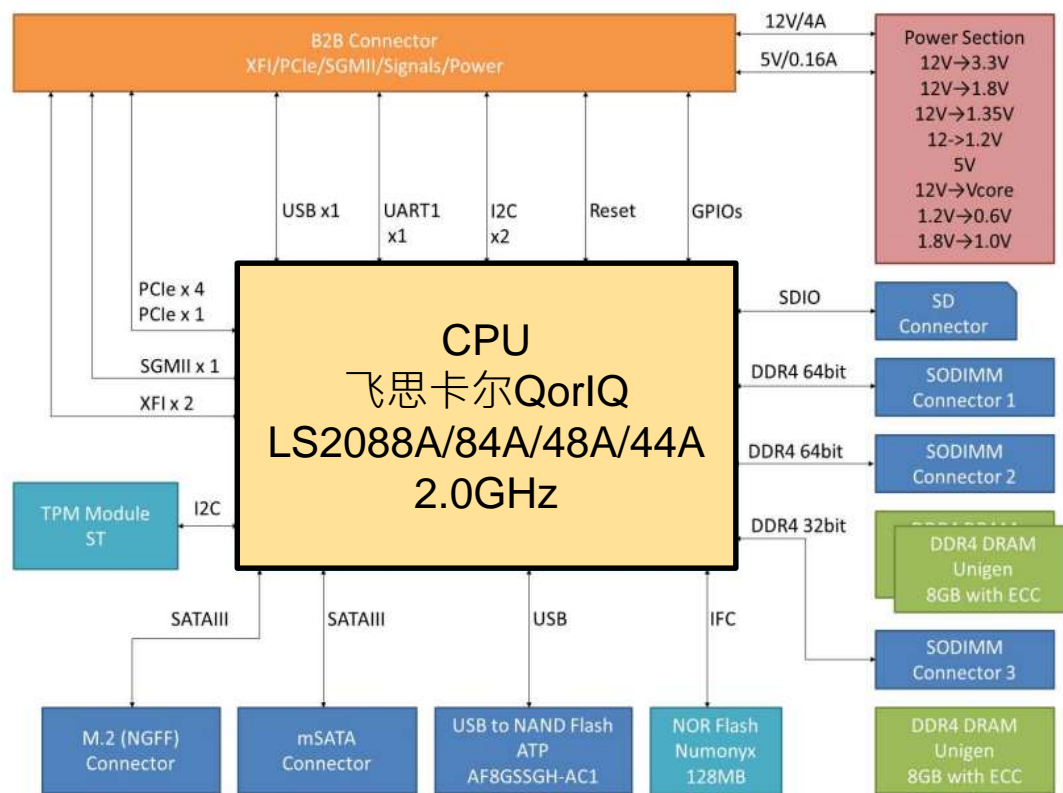 B2B Connector
XFI/PCIe/SGMII/Signals/Power
12V/4A
5V/0.16A
Power Section
12V→3.3V
12V→1.8V
12V→1.35V
12->1.2V
5V
12V→Vcore
1.2V→0.6V
1.8V→1.0V
USB x1
UART1
x1
I2C
x2
Reset
GPIOs
PCIe x 4
PCIe x 1
SGMII x 1
XFI x 2
CPU
飞思卡尔QorIQ
LS2088A/84A/48A/44A
2.0GHz
SDIO
SD
Connector
DDR4 64bit
SODIMM
Connector 1
DDR4 64bit
SODIMM
Connector 2
TPM Module
ST
I2C
DDR4 32bit
DDR4 DRAM
DDR4 DRAM
Unigen
8GB with ECC
SATAIII
SATAIII
USB
IFC
SODIMM
Connector 3
M.2 (NGFF)
Connector
mSATA
Connector
USB to NAND Flash
ATP
AF8GSSGH-AC1
NOR Flash
Numonyx
128MB
DDR4 DRAM
Unigen
8GB with ECC